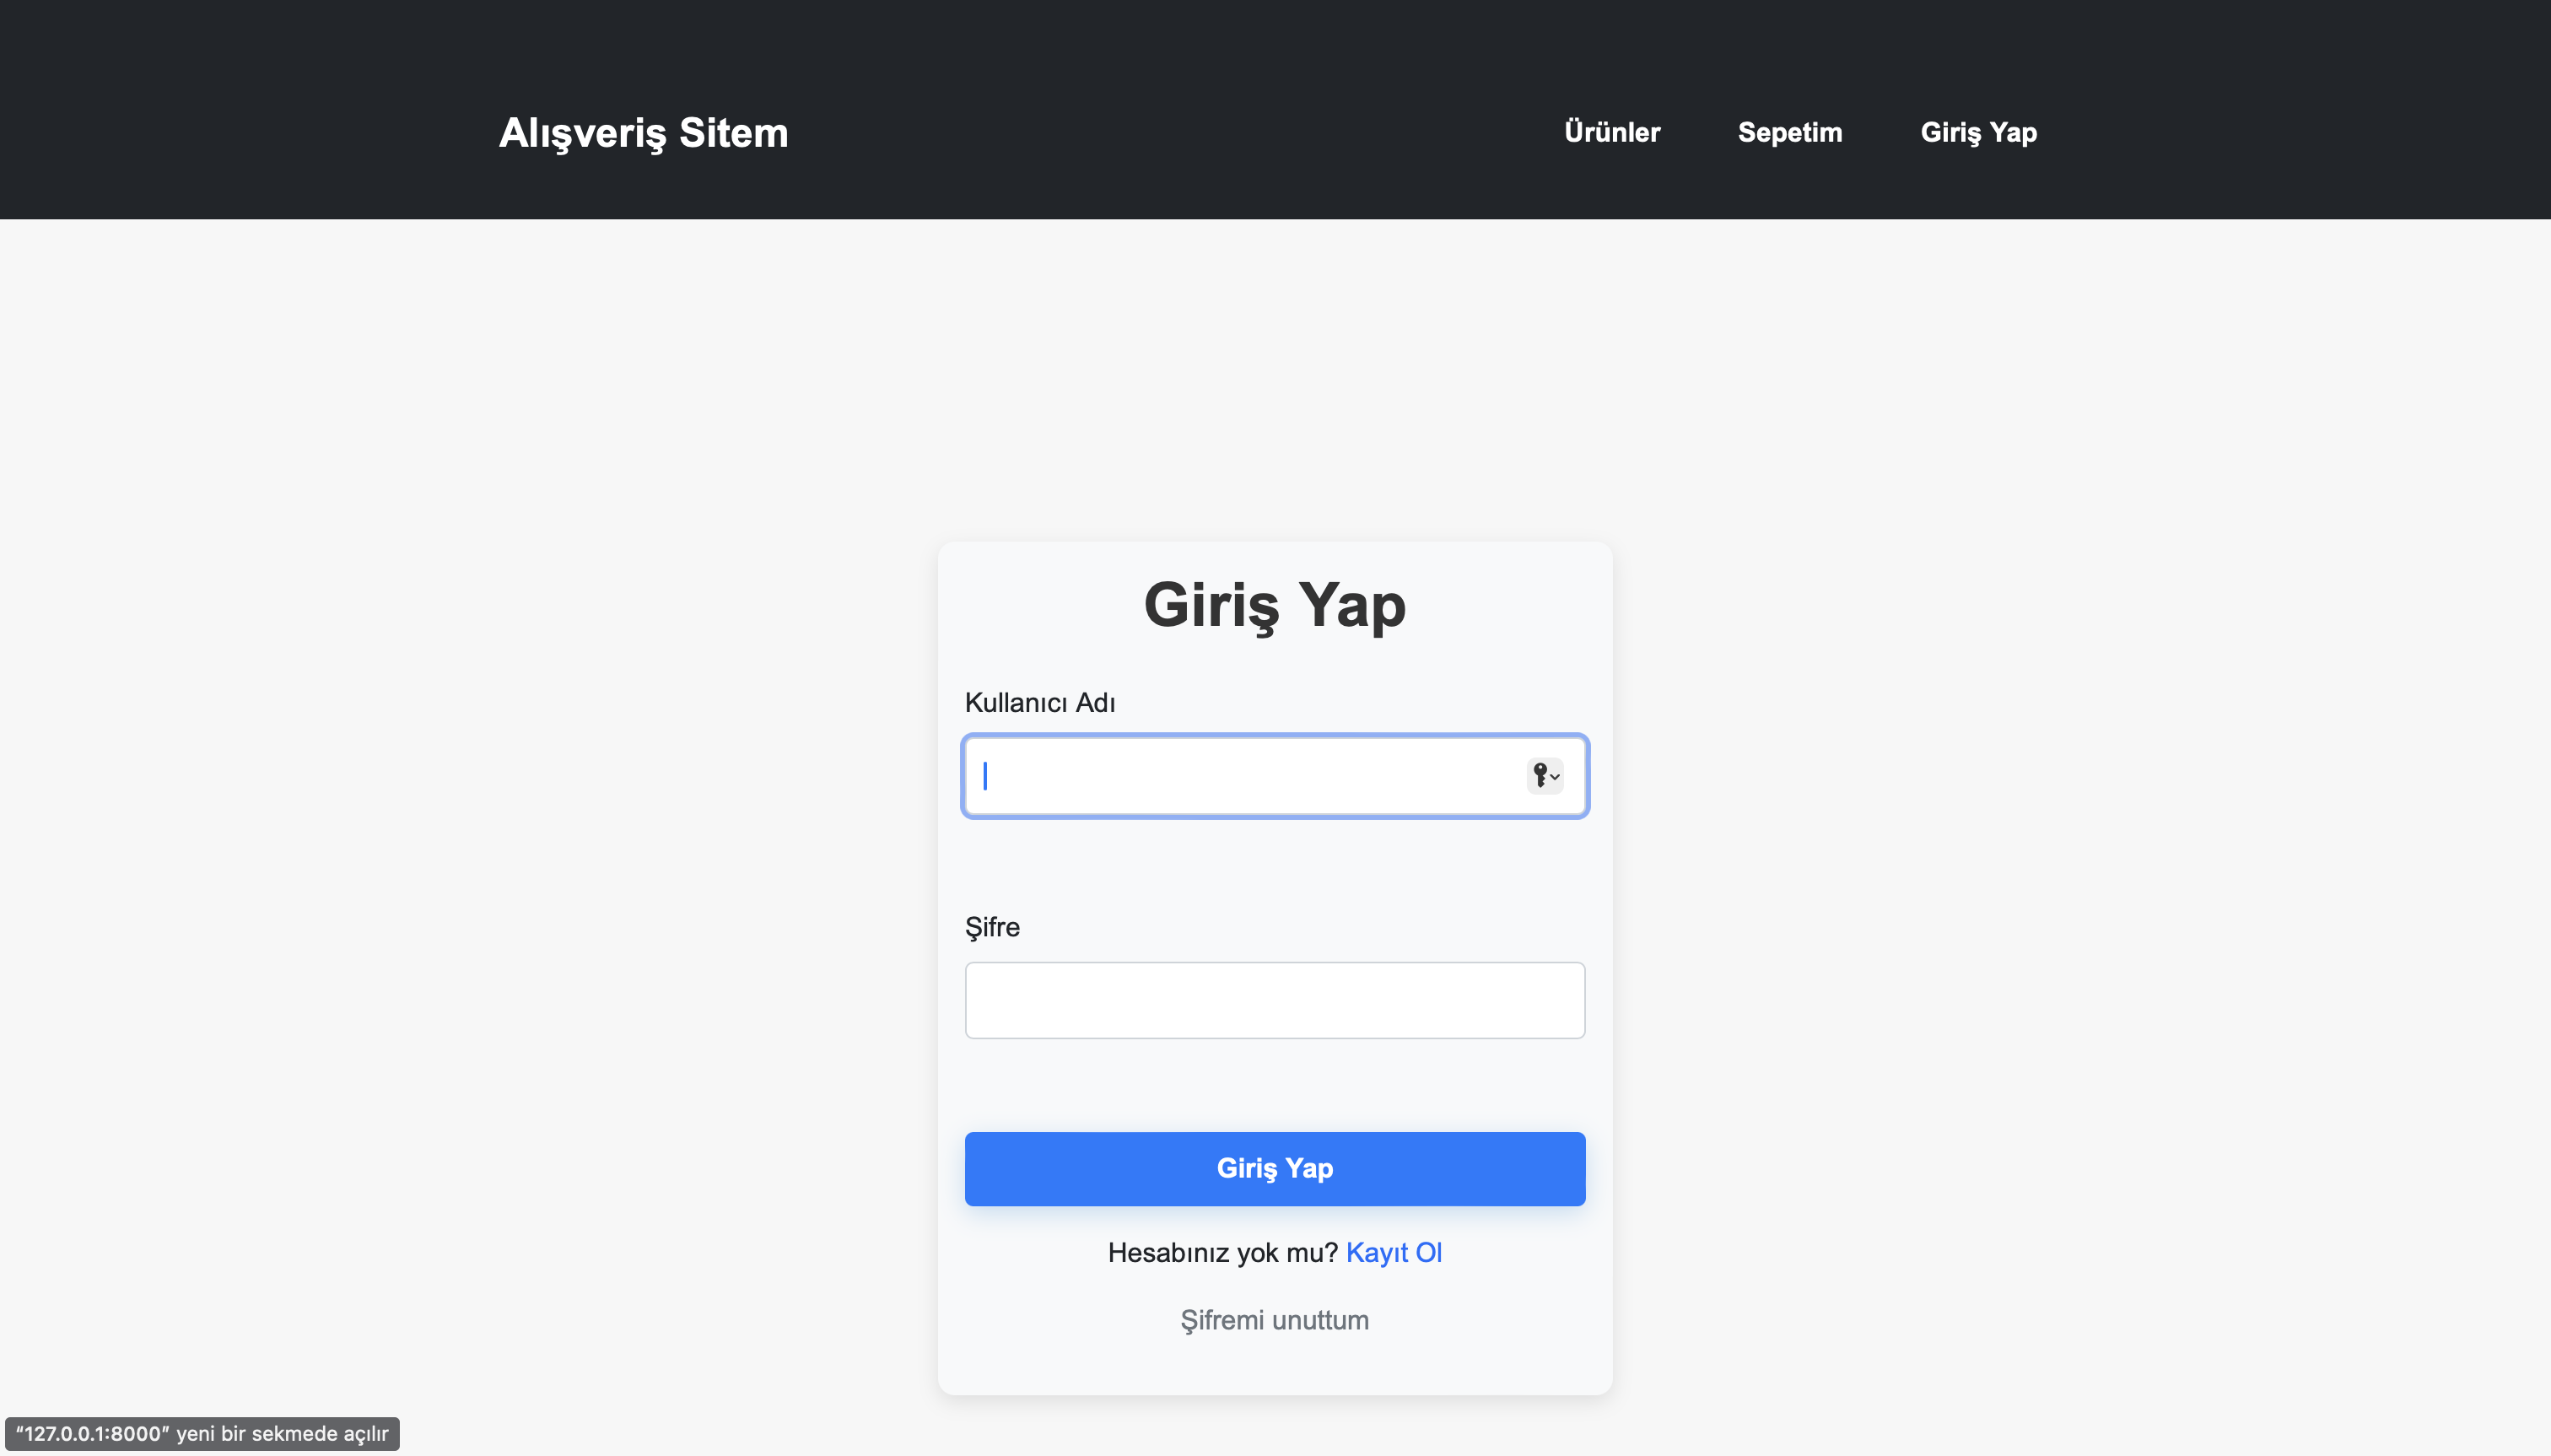 Alışveriş Sitem
Ürünler Sepetim Giriş Yap
Giriş Yap
Kullanıcı Adı
Şifre
Giriş Yap
Hesabınız yok mu? Kayıt Ol
Şifremi unuttum
“127.0.0.1:8000” yeni bir sekmede açılır